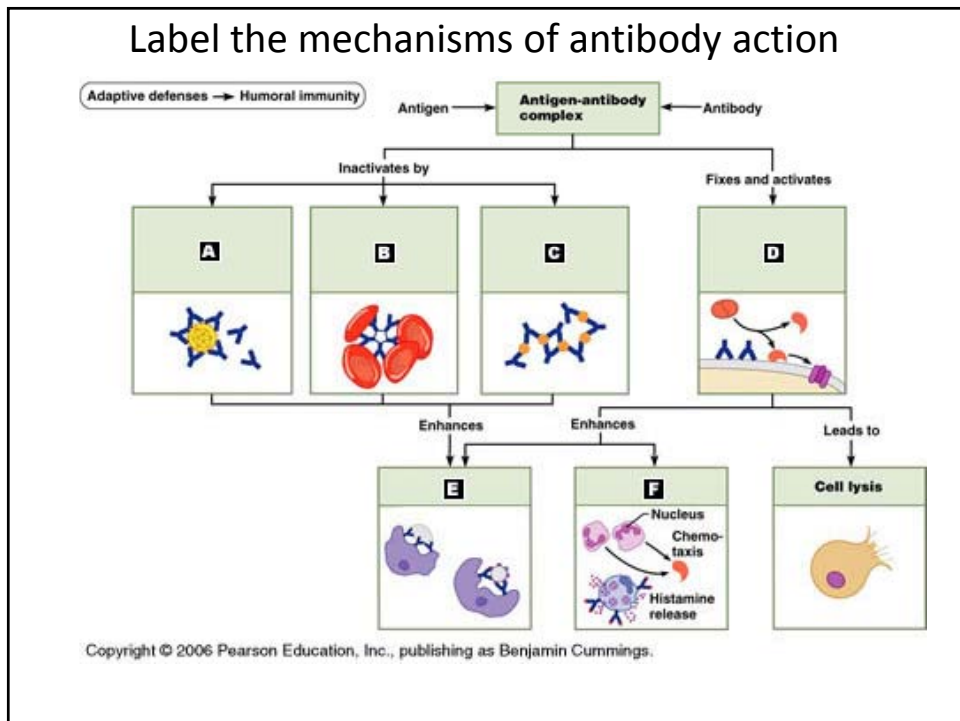 Label the mechanisms of antibody action
Adaptive defenses → Humoral immunity
Antigen
Antigen-antibody
complex
Antibody
Inactivates by
Fixes and activates
A
B
C
D
Enhances
Enhances
Leads to
E
F
Cell lysis
Nucleus
Chemo-
taxis
Histamine
release
Copyright © 2006 Pearson Education, Inc., publishing as Benjamin Cummings.